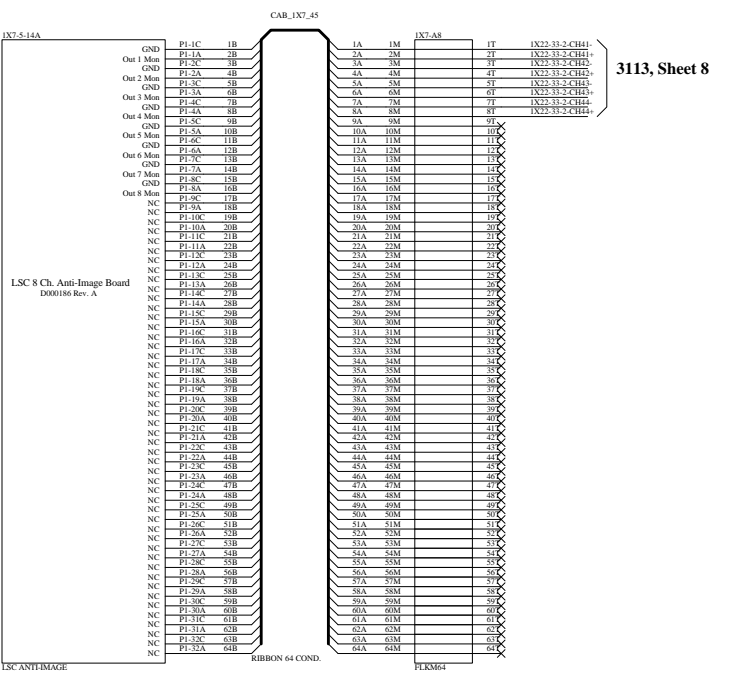 CAB_1X7_45
1X7-5-14A 1X7-A8
GND P1-1C 1B 1A 1M 1T 1X22-33-2-CH41-
Out 1 Mon P1-1A 2B 2A 2M 2T 1X22-33-2-CH41+
GND P1-2C 3B 3A 3M 3T 1X22-33-2-CH42-
Out 2 Mon P1-2A 4B 4A 4M 4T 1X22-33-2-CH42+
3113, Sheet 8
GND P1-3C 5B 5A 5M 5T 1X22-33-2-CH43-
Out 3 Mon P1-3A 6B 6A 6M 6T 1X22-33-2-CH43+
GND P1-4C 7B 7A 7M 7T 1X22-33-2-CH44-
Out 4 Mon P1-4A 8B 8A 8M 8T 1X22-33-2-CH44+
GND P1-5C 9B 9A 9M 9T
Out 5 Mon P1-5A 10B 10A 10M 10T
GND P1-6C 11B 11A 11M 11T
Out 6 Mon P1-6A 12B 12A 12M 12T
GND P1-7C 13B 13A 13M 13T
Out 7 Mon P1-7A 14B 14A 14M 14T
GND P1-8C 15B 15A 15M 15T
Out 8 Mon P1-8A 16B 16A 16M 16T
NC P1-9C 17B 17A 17M 17T
NC P1-9A 18B 18A 18M 18T
NC P1-10C 19B 19A 19M 19T
NC P1-10A 20B 20A 20M 20T
NC P1-11C 21B 21A 21M 21T
NC P1-11A 22B 22A 22M 22T
NC P1-12C 23B 23A 23M 23T
NC P1-12A 24B 24A 24M 24T
NC P1-13C 25B 25A 25M 25T
LSC 8 Ch. Anti-Image Board
D000186 Rev. A
NC P1-13A 26B 26A 26M 26T
NC P1-14C 27B 27A 27M 27T
NC P1-14A 28B 28A 28M 28T
NC P1-15C 29B 29A 29M 29T
NC P1-15A 30B 30A 30M 30T
NC P1-16C 31B 31A 31M 31T
NC P1-16A 32B 32A 32M 32T
NC P1-17C 33B 33A 33M 33T
NC P1-17A 34B 34A 34M 34T
NC P1-18C 35B 35A 35M 35T
NC P1-18A 36B 36A 36M 36T
NC P1-19C 37B 37A 37M 37T
NC P1-19A 38B 38A 38M 38T
NC P1-20C 39B 39A 39M 39T
NC P1-20A 40B 40A 40M 40T
NC P1-21C 41B 41A 41M 41T
NC P1-21A 42B 42A 42M 42T
NC P1-22C 43B 43A 43M 43T
NC P1-22A 44B 44A 44M 44T
NC P1-23C 45B 45A 45M 45T
NC P1-23A 46B 46A 46M 46T
NC P1-24C 47B 47A 47M 47T
NC P1-24A 48B 48A 48M 48T
NC P1-25C 49B 49A 49M 49T
NC P1-25A 50B 50A 50M 50T
NC P1-26C 51B 51A 51M 51T
NC P1-26A 52B 52A 52M 52T
NC P1-27C 53B 53A 53M 53T
NC P1-27A 54B 54A 54M 54T
NC P1-28C 55B 55A 55M 55T
NC P1-28A 56B 56A 56M 56T
NC P1-29C 57B 57A 57M 57T
NC P1-29A 58B 58A 58M 58T
NC P1-30C 59B 59A 59M 59T
NC P1-30A 60B 60A 60M 60T
NC P1-31C 61B 61A 61M 61T
NC P1-31A 62B 62A 62M 62T
NC P1-32C 63B 63A 63M 63T
NC P1-32A 64B 64A 64M 64T
RIBBON 64 COND.
LSC ANTI-IMAGE FLKM64